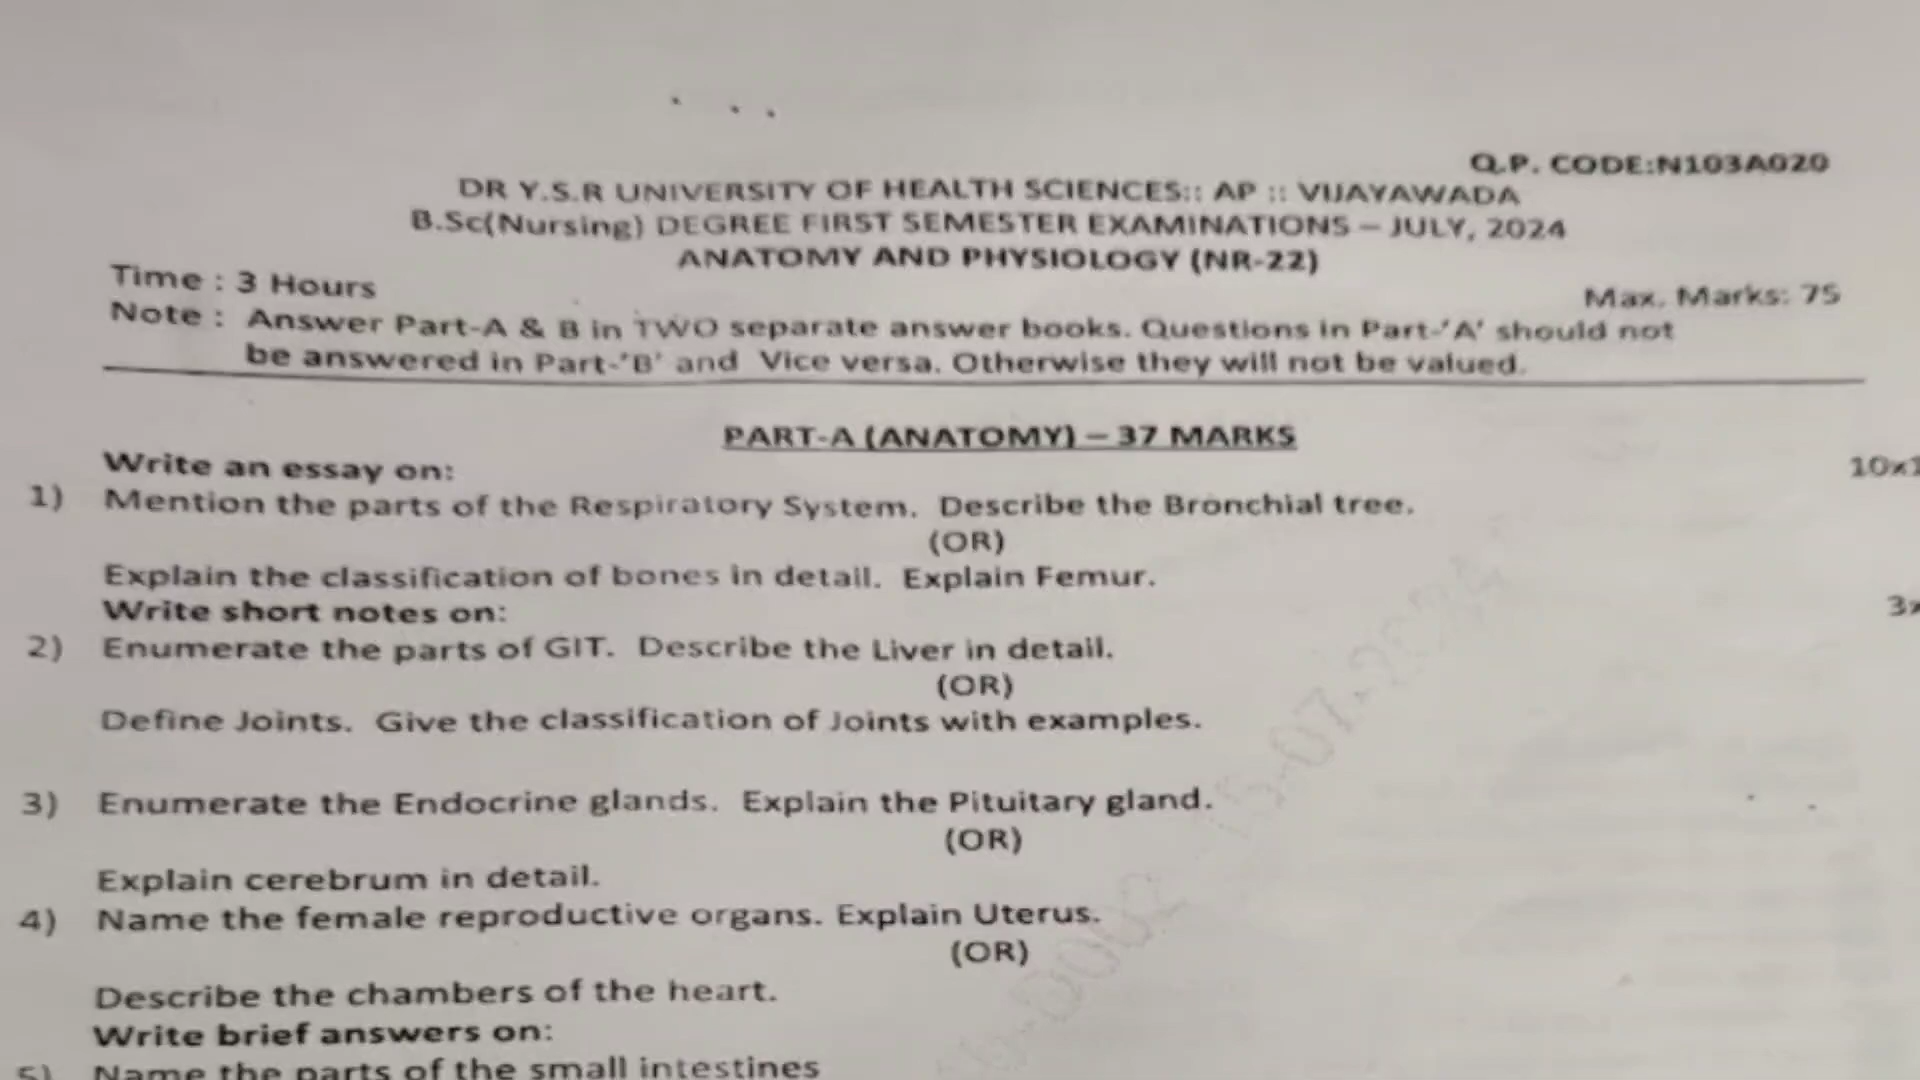 Q.P. CODE:N103A020
DR Y.S.R UNIVERSITY OF HEALTH SCIENCES:: AP :: VIJAYAWADA
B.Sc(Nursing) DEGREE FIRST SEMESTER EXAMINATIONS – JULY, 2024
ANATOMY AND PHYSIOLOGY (NR-22)
Time : 3 Hours
Max. Marks: 75
Note : Answer Part-A & B in TWO separate answer books. Questions in Part-'A' should not
be answered in Part-'B' and Vice versa. Otherwise they will not be valued.
PART-A (ANATOMY) – 37 MARKS
Write an essay on: 10x1
1) Mention the parts of the Respiratory System. Describe the Bronchial tree.
(OR)
Explain the classification of bones in detail. Explain Femur.
Write short notes on: 3x
2) Enumerate the parts of GIT. Describe the Liver in detail.
(OR)
Define Joints. Give the classification of Joints with examples.
3) Enumerate the Endocrine glands. Explain the Pituitary gland.
(OR)
Explain cerebrum in detail.
4) Name the female reproductive organs. Explain Uterus.
(OR)
Describe the chambers of the heart.
Write brief answers on:
5) Name the parts of the small intestines